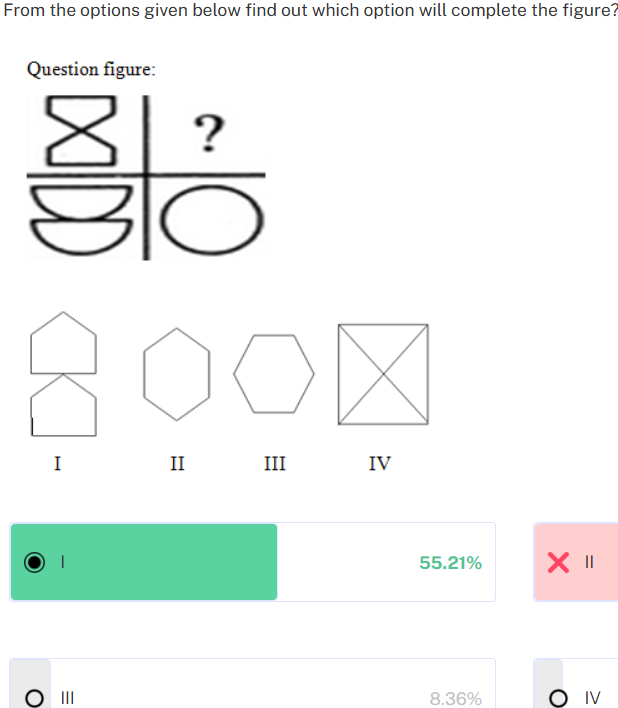 From the options given below find out which option will complete the figure?
Question figure:
?
I II III IV
I 55.21% II
III 8.36% IV